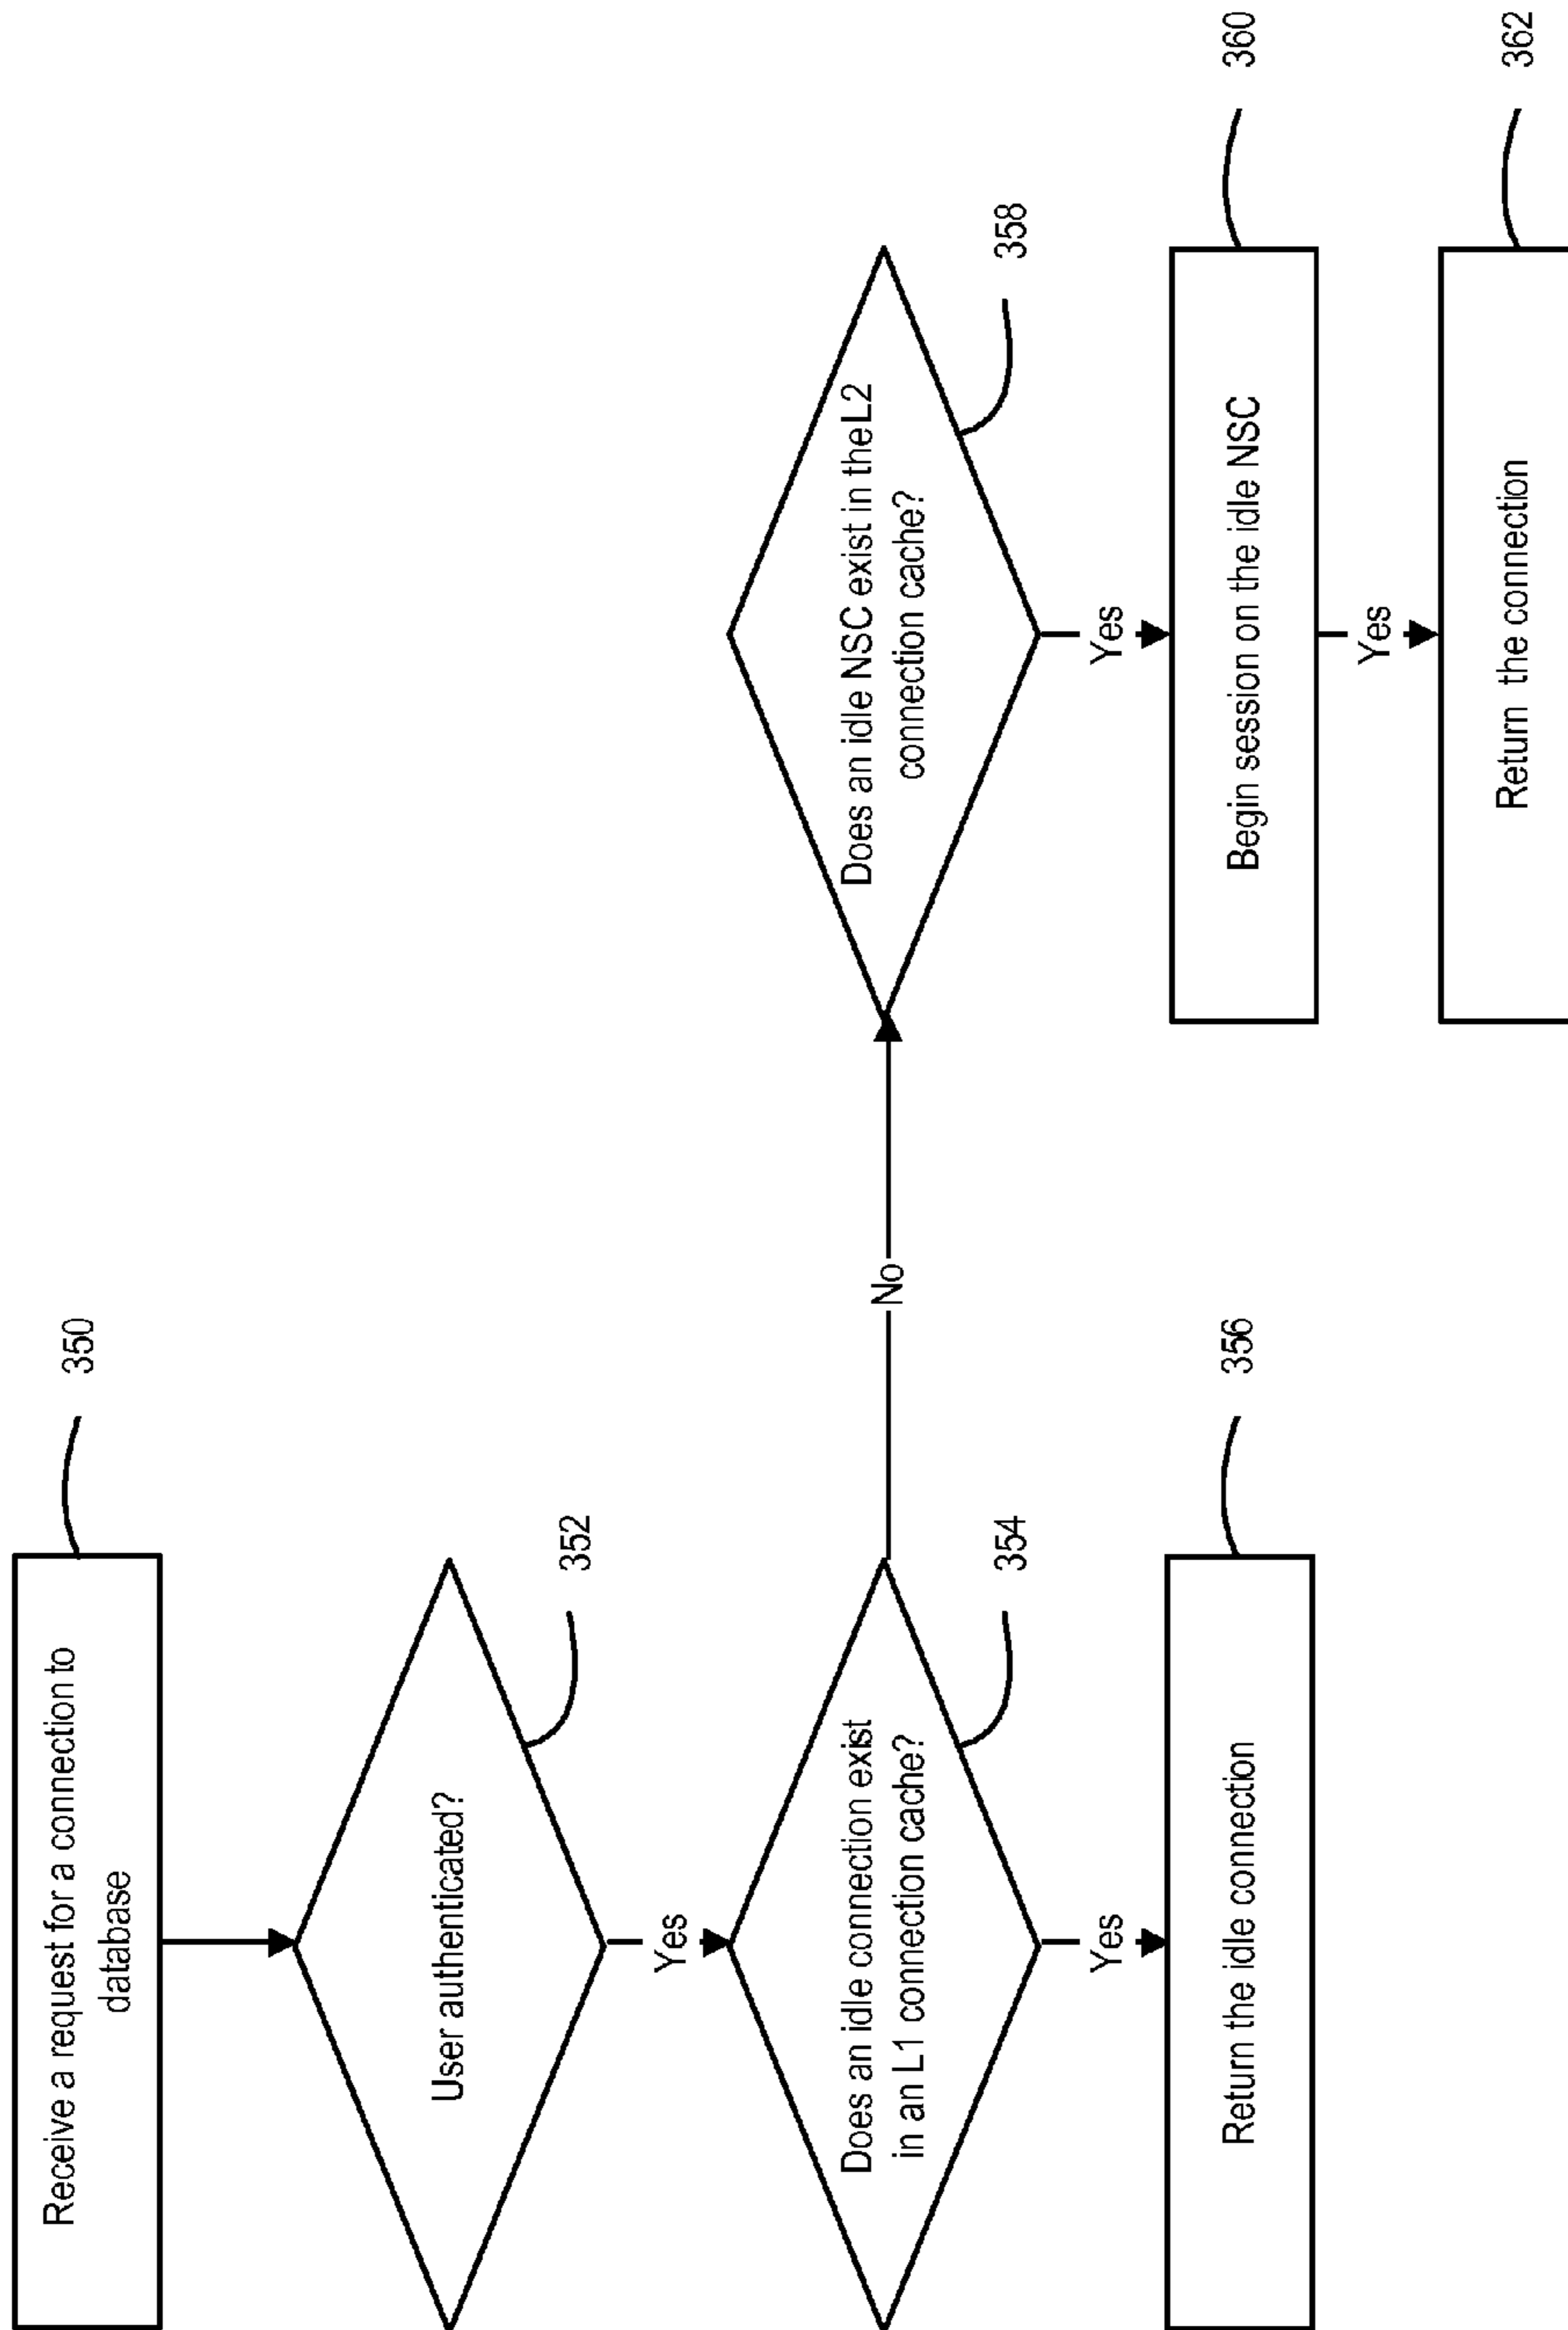 Receive a request for a connection to
database
350
User authenticated?
352
Yes
Does an idle connection exist
in an L1 connection cache?
354
No
Yes
Return the idle connection
356
Does an idle NSC exist in the L2
connection cache?
358
Yes
Begin session on the idle NSC
360
Yes
Return the connection
362